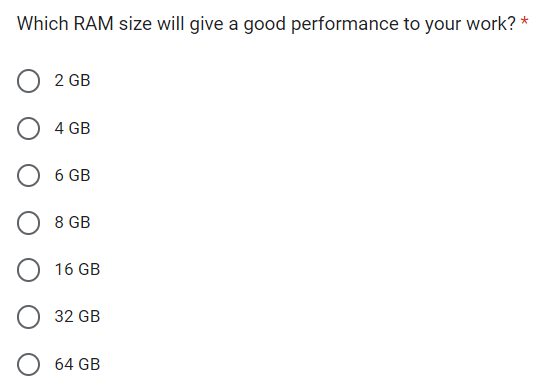 Which RAM size will give a good performance to your work? *
2 GB
4 GB
6 GB
8 GB
16 GB
32 GB
64 GB